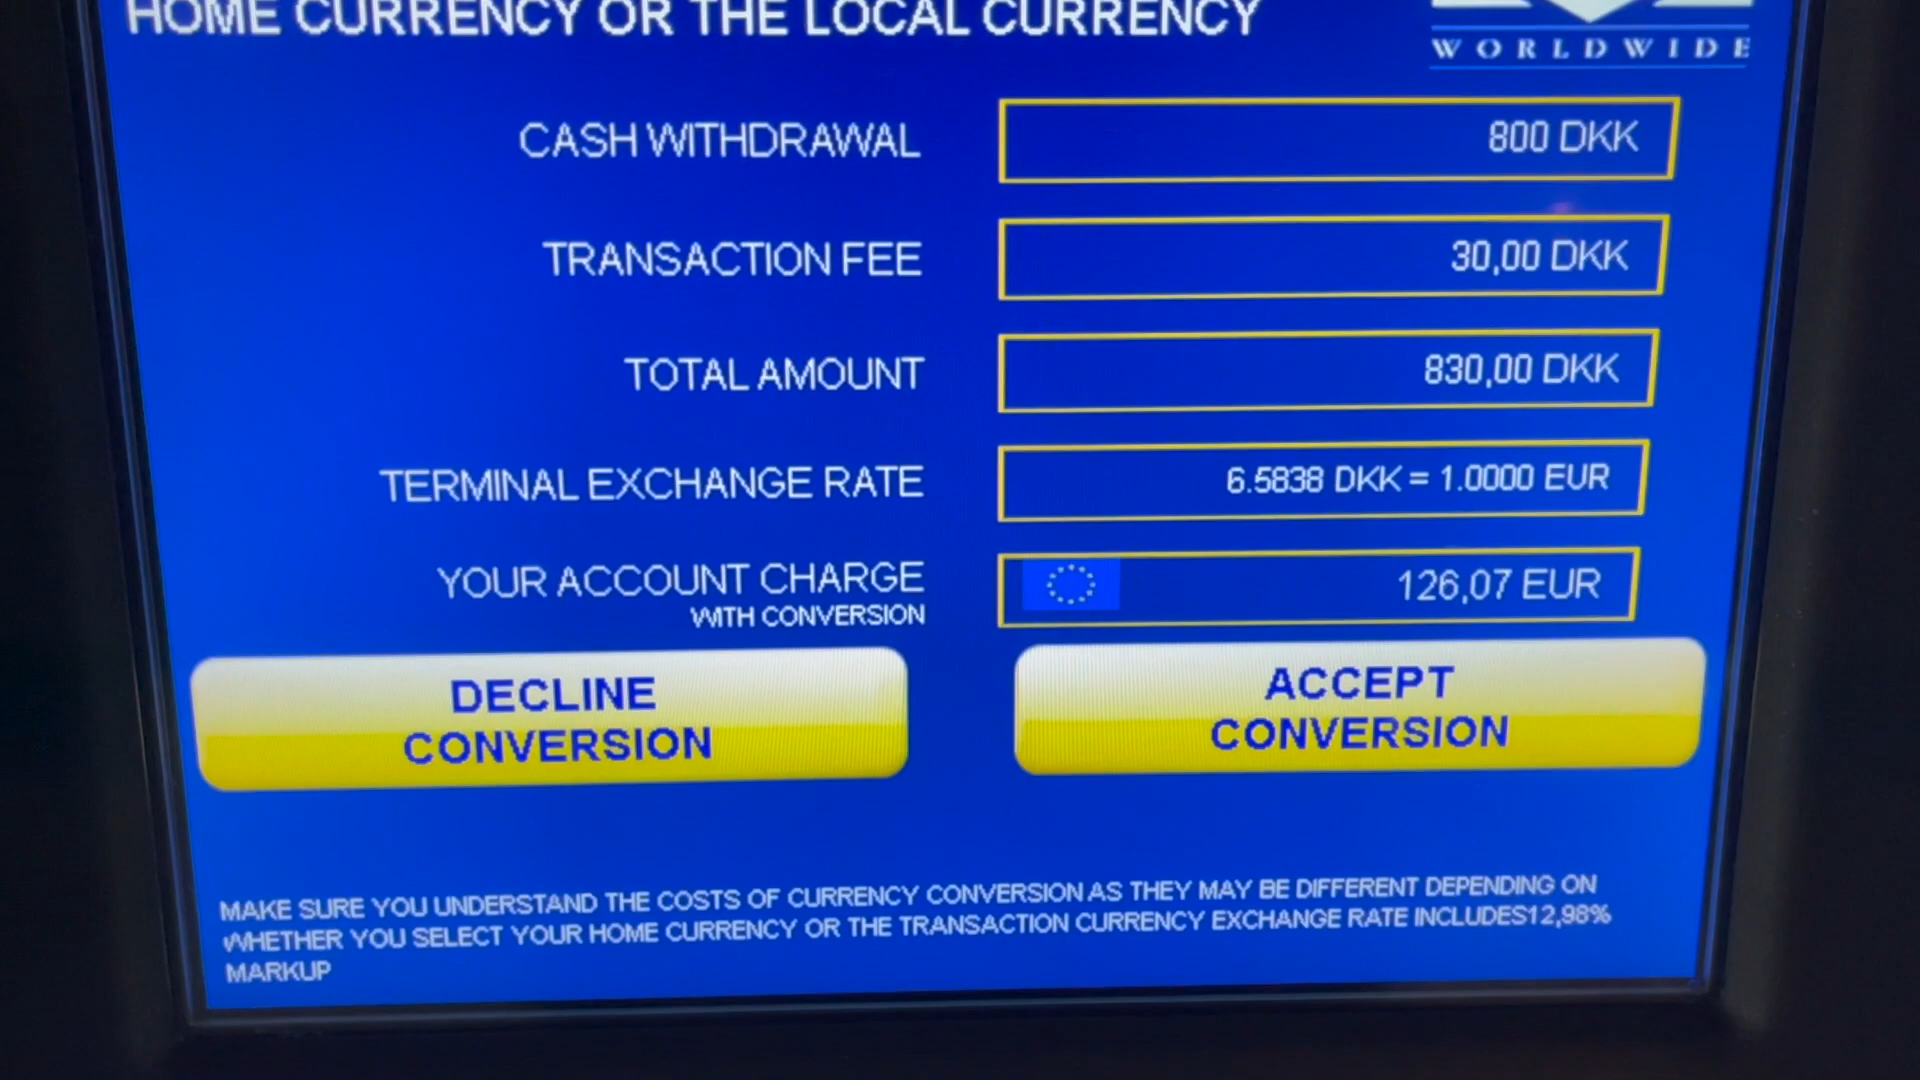 HOME CURRENCY OR THE LOCAL CURRENCY
WORLDWIDE
CASH WITHDRAWAL 800 DKK
TRANSACTION FEE 30,00 DKK
TOTAL AMOUNT 830,00 DKK
TERMINAL EXCHANGE RATE 6.5838 DKK = 1.0000 EUR
YOUR ACCOUNT CHARGE 126,07 EUR
WITH CONVERSION
DECLINE
CONVERSION
ACCEPT
CONVERSION
MAKE SURE YOU UNDERSTAND THE COSTS OF CURRENCY CONVERSION AS THEY MAY BE DIFFERENT DEPENDING ON
WHETHER YOU SELECT YOUR HOME CURRENCY OR THE TRANSACTION CURRENCY EXCHANGE RATE INCLUDES12,98%
MARKUP